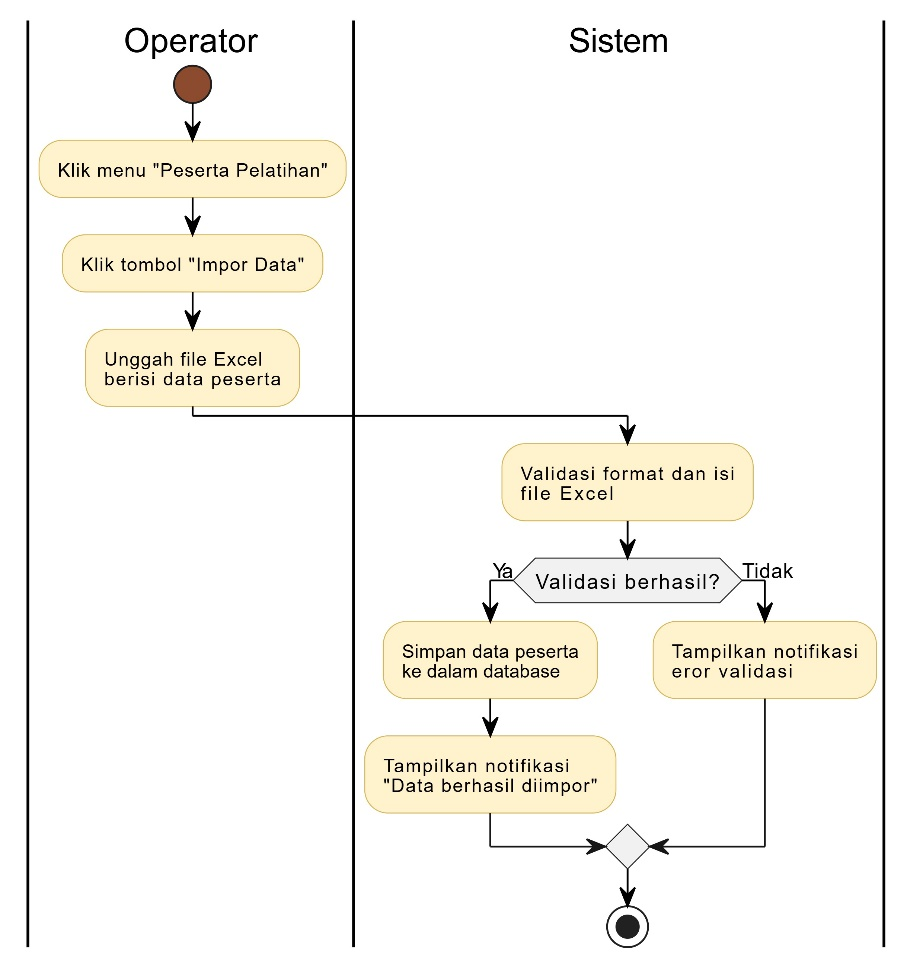 Operator
Sistem
Klik menu "Peserta Pelatihan"
Klik tombol "Impor Data"
Unggah file Excel
berisi data peserta
Validasi format dan isi
file Excel
Ya
Validasi berhasil?
Tidak
Simpan data peserta
ke dalam database
Tampilkan notifikasi
eror validasi
Tampilkan notifikasi
"Data berhasil diimpor"